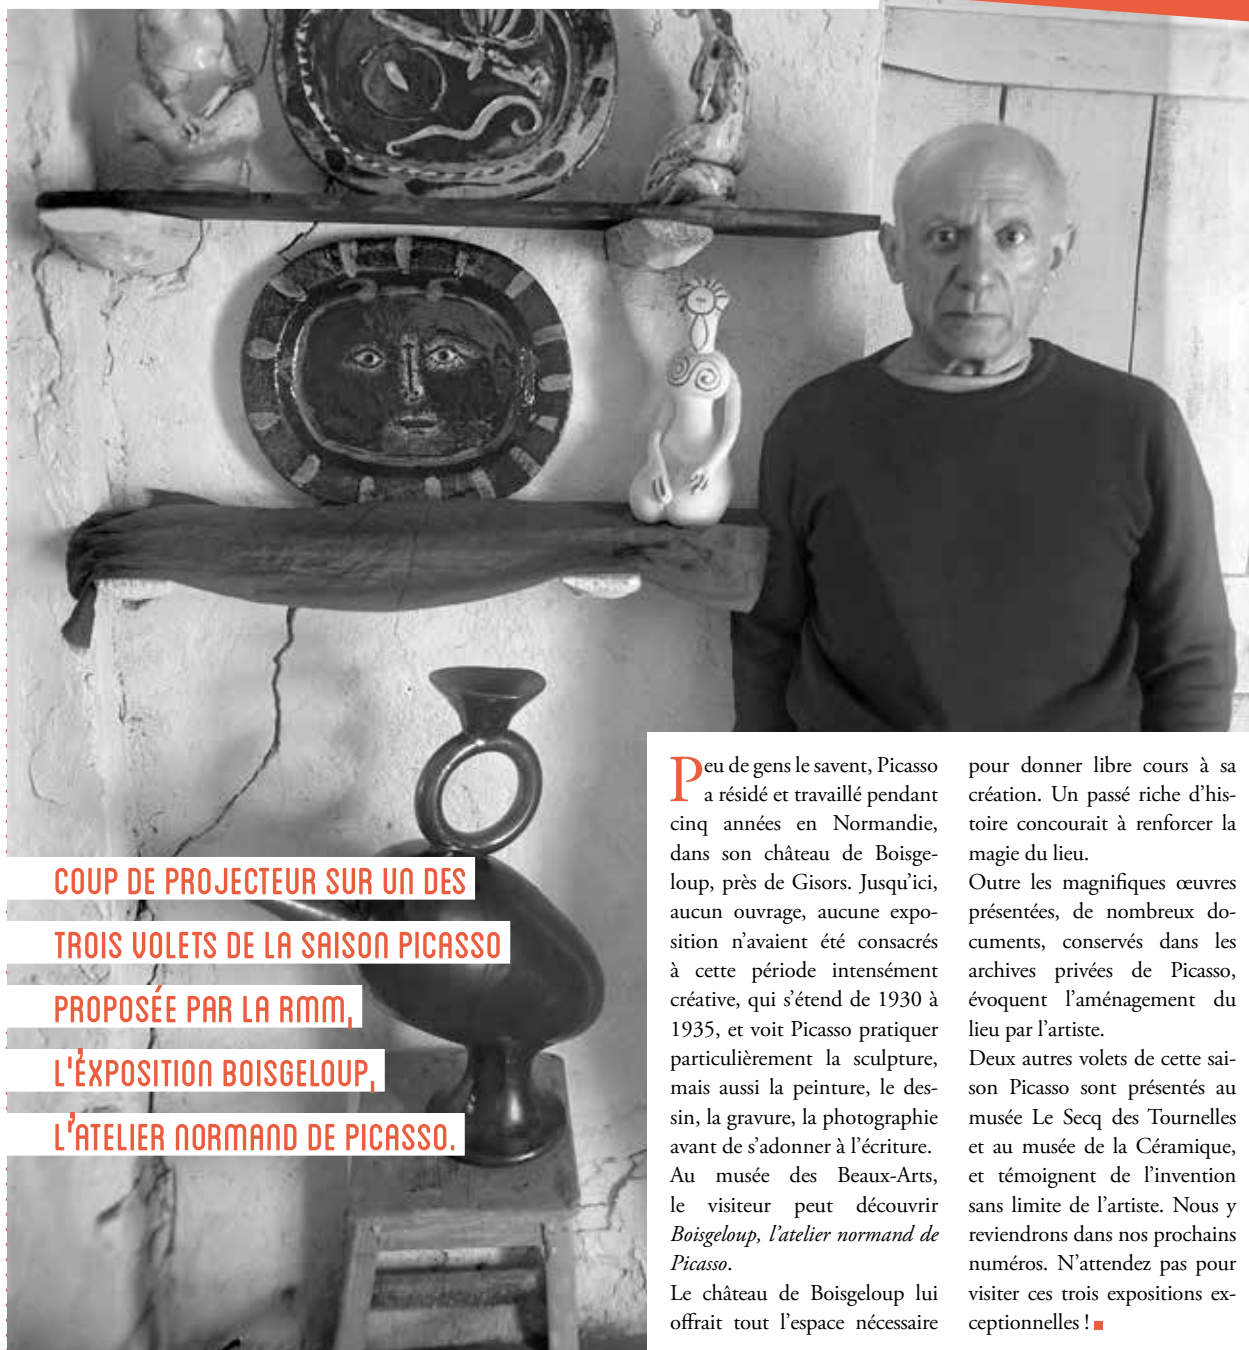 COUP DE PROJECTEUR SUR UN DES
TROIS VOLETS DE LA SAISON PICASSO
PROPOSÉE PAR LA RMM,
L'EXPOSITION BOISGELOUP,
L'ATELIER NORMAND DE PICASSO.
Peu de gens le savent, Picasso
a résidé et travaillé pendant
cinq années en Normandie,
dans son château de Boisge-
loup, près de Gisors. Jusqu’ici,
aucun ouvrage, aucune expo-
sition n’avaient été consacrés
à cette période intensément
créative, qui s’étend de 1930 à
1935, et voit Picasso pratiquer
particulièrement la sculpture,
mais aussi la peinture, le des-
sin, la gravure, la photographie
avant de s’adonner à l’écriture.
Au musée des Beaux-Arts,
le visiteur peut découvrir
Boisgeloup, l’atelier normand de
Picasso.
Le château de Boisgeloup lui
offrait tout l’espace nécessaire
pour donner libre cours à sa
création. Un passé riche d’his-
toire concourait à renforcer la
magie du lieu.
Outre les magnifiques œuvres
présentées, de nombreux do-
cuments, conservés dans les
archives privées de Picasso,
évoquent l’aménagement du
lieu par l’artiste.
Deux autres volets de cette sai-
son Picasso sont présentés au
musée Le Secq des Tournelles
et au musée de la Céramique,
et témoignent de l’invention
sans limite de l’artiste. Nous y
reviendrons dans nos prochains
numéros. N’attendez pas pour
visiter ces trois expositions ex-
ceptionnelles !